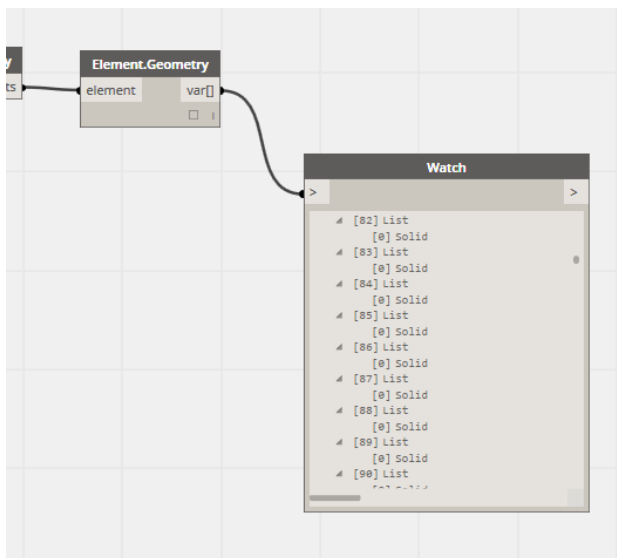 y
Element.Geometry
ts
element var[]
Watch
> >
[82] List
[0] Solid
[83] List
[0] Solid
[84] List
[0] Solid
[85] List
[0] Solid
[86] List
[0] Solid
[87] List
[0] Solid
[88] List
[0] Solid
[89] List
[0] Solid
[90] List